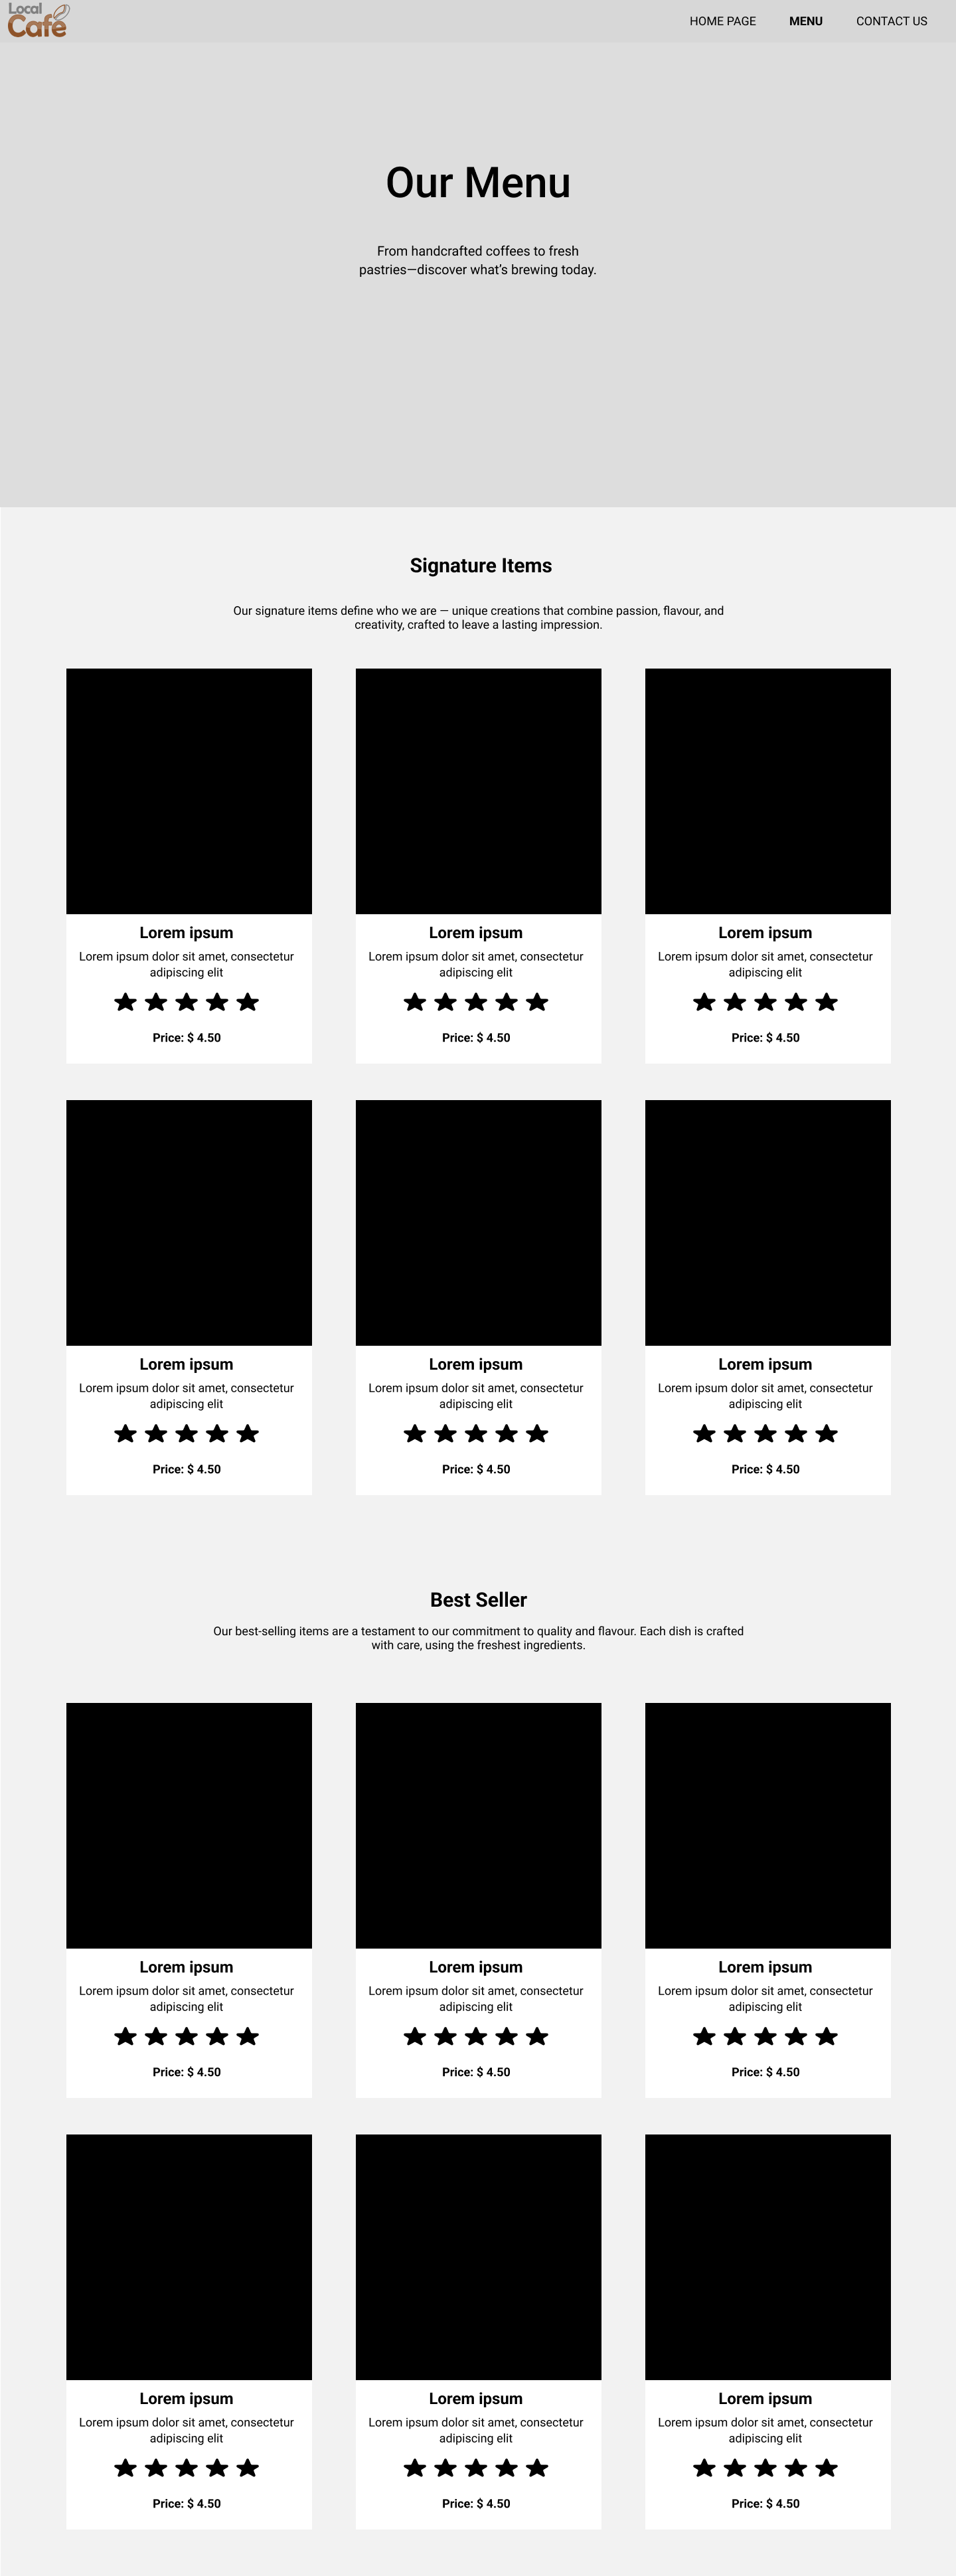 Local
Cafe
HOME PAGE
MENU
CONTACT US
Our Menu
From handcrafted coffees to fresh
pastries—discover what’s brewing today.
Signature Items
Our signature items define who we are — unique creations that combine passion, flavour, and
creativity, crafted to leave a lasting impression.
Lorem ipsum
Lorem ipsum dolor sit amet, consectetur
adipiscing elit
Price: $ 4.50
Lorem ipsum
Lorem ipsum dolor sit amet, consectetur
adipiscing elit
Price: $ 4.50
Lorem ipsum
Lorem ipsum dolor sit amet, consectetur
adipiscing elit
Price: $ 4.50
Lorem ipsum
Lorem ipsum dolor sit amet, consectetur
adipiscing elit
Price: $ 4.50
Lorem ipsum
Lorem ipsum dolor sit amet, consectetur
adipiscing elit
Price: $ 4.50
Lorem ipsum
Lorem ipsum dolor sit amet, consectetur
adipiscing elit
Price: $ 4.50
Best Seller
Our best-selling items are a testament to our commitment to quality and flavour. Each dish is crafted
with care, using the freshest ingredients.
Lorem ipsum
Lorem ipsum dolor sit amet, consectetur
adipiscing elit
Price: $ 4.50
Lorem ipsum
Lorem ipsum dolor sit amet, consectetur
adipiscing elit
Price: $ 4.50
Lorem ipsum
Lorem ipsum dolor sit amet, consectetur
adipiscing elit
Price: $ 4.50
Lorem ipsum
Lorem ipsum dolor sit amet, consectetur
adipiscing elit
Price: $ 4.50
Lorem ipsum
Lorem ipsum dolor sit amet, consectetur
adipiscing elit
Price: $ 4.50
Lorem ipsum
Lorem ipsum dolor sit amet, consectetur
adipiscing elit
Price: $ 4.50